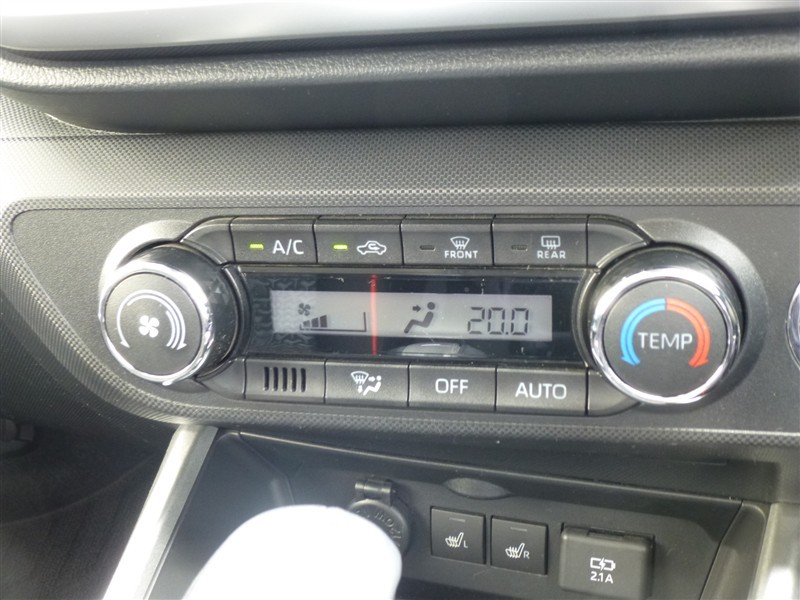 A/C
FRONT
REAR
20.0
TEMP
OFF
AUTO
L
R
2.1A